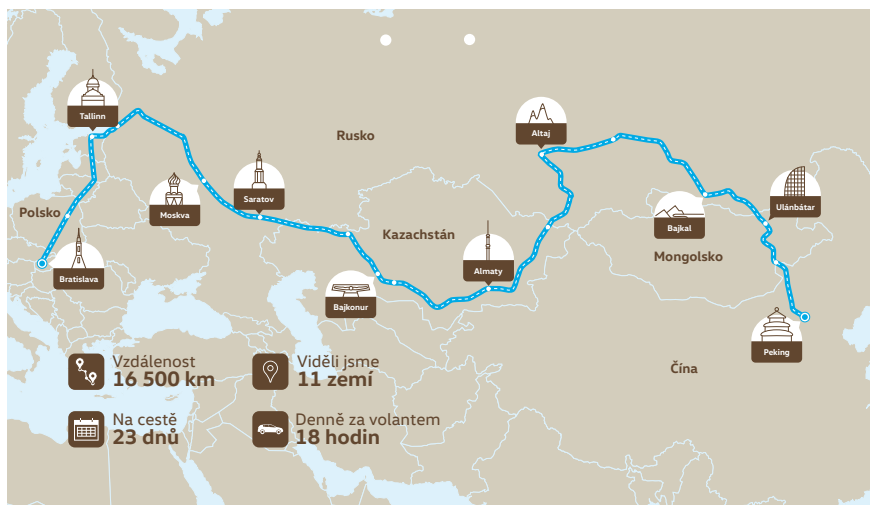 Tallinn
Rusko
Altaj
Moskva
Saratov
Polsko
Bratislava
Kazachstán
Almaty
Bajkonur
Bajkal
Ulánbátar
Mongolsko
Peking
Čína
Vzdálenost
16 500 km
Viděli jsme
11 zemí
Na cestě
23 dnů
Denně za volantem
18 hodin